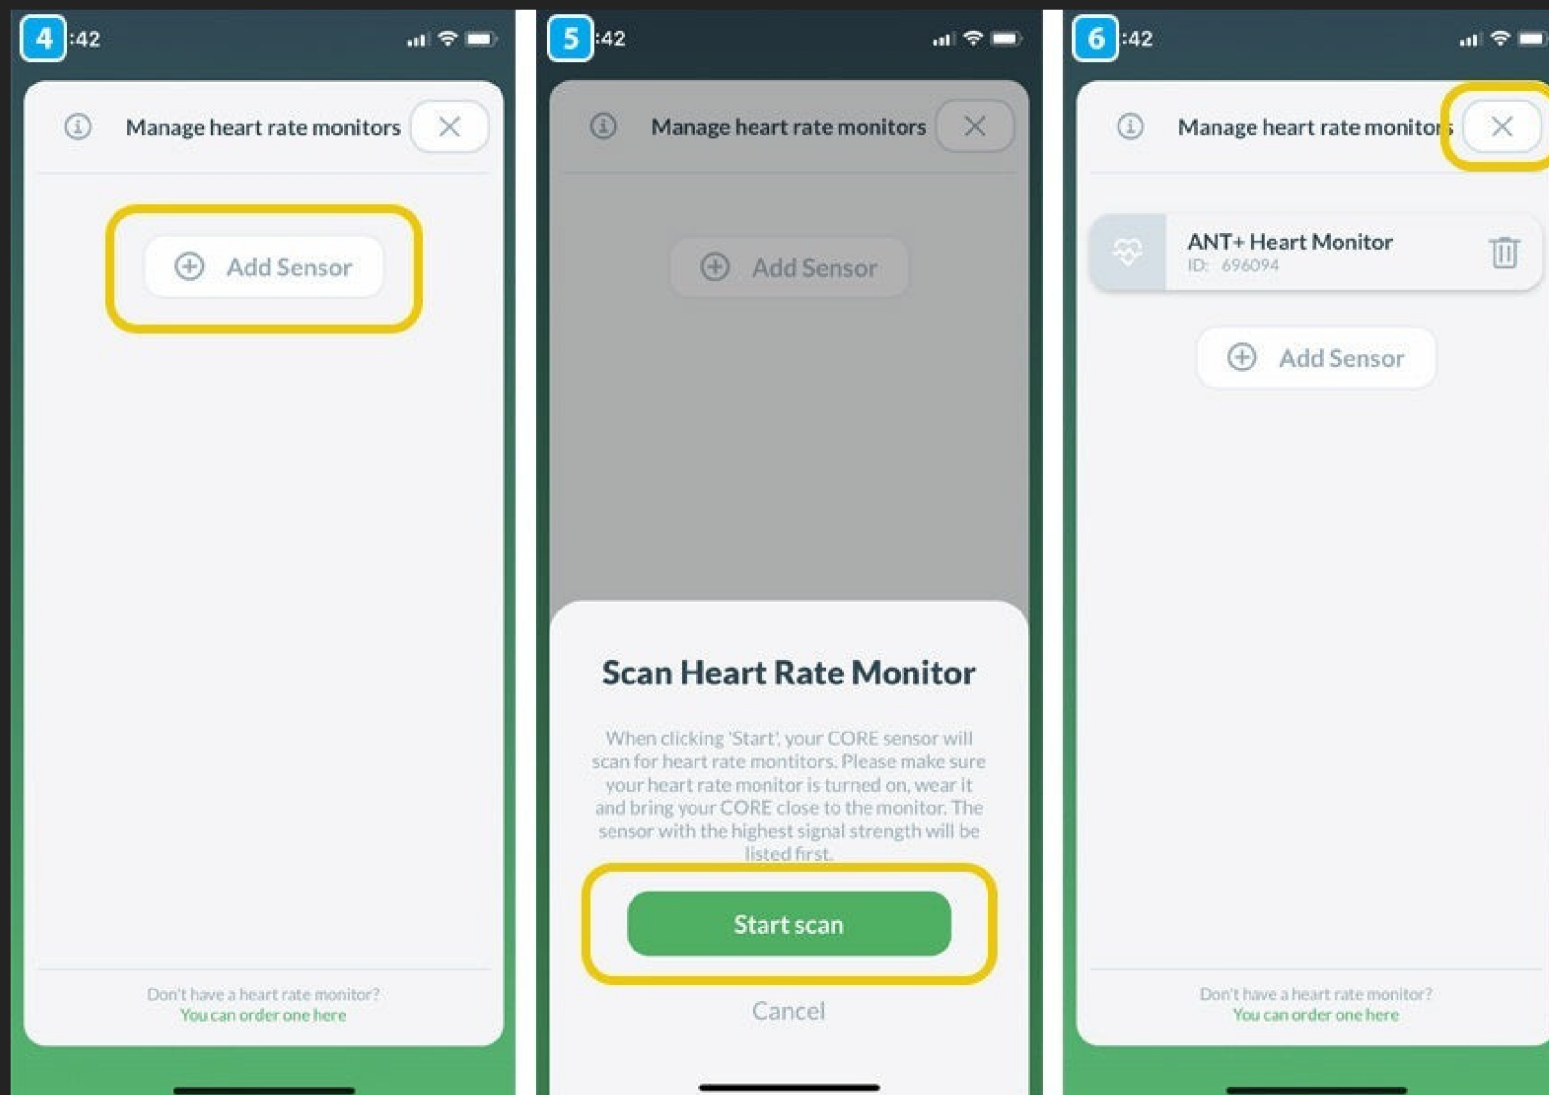 4 :42
Manage heart rate monitors
Add Sensor
Don't have a heart rate monitor?
You can order one here
5 :42
Manage heart rate monitors
Add Sensor
Scan Heart Rate Monitor
When clicking 'Start', your CORE sensor will
scan for heart rate montitors. Please make sure
your heart rate monitor is turned on, wear it
and bring your CORE close to the monitor. The
sensor with the highest signal strength will be
listed first.
Start scan
Cancel
6 :42
Manage heart rate monitors
ANT+ Heart Monitor
ID: 696094
Add Sensor
Don't have a heart rate monitor?
You can order one here